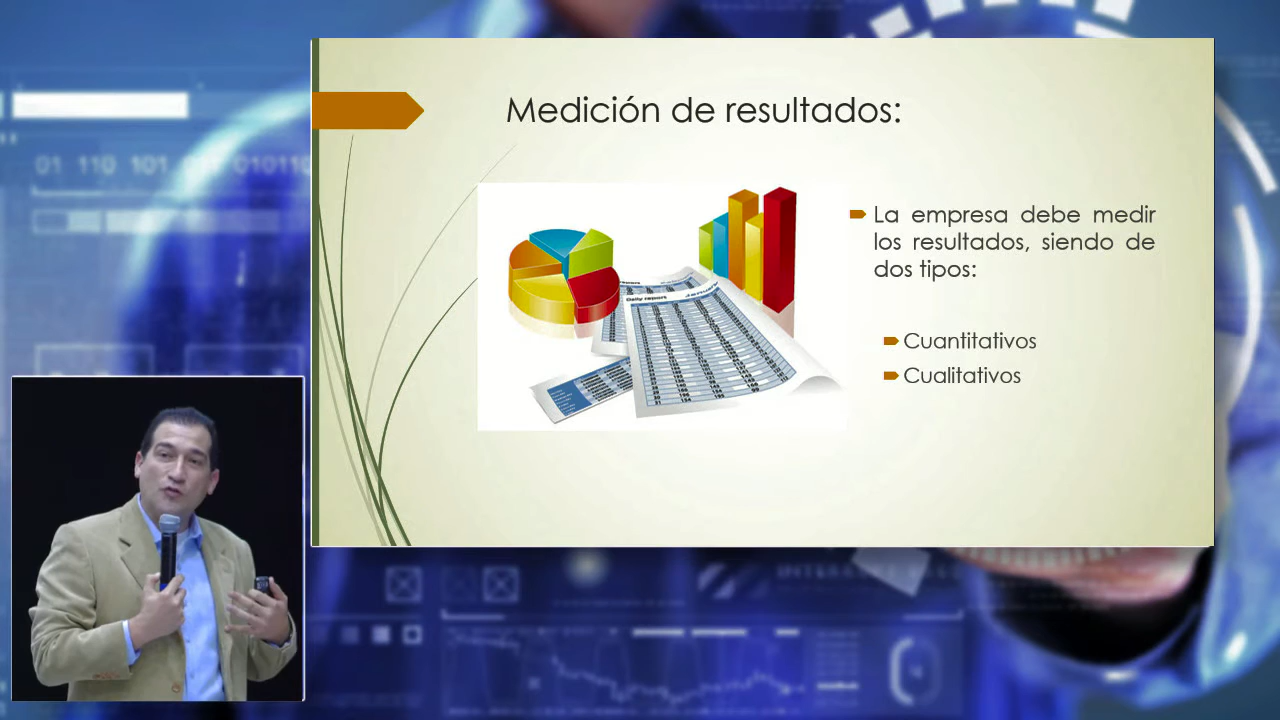 Medición de resultados:
La empresa debe medir
los resultados, siendo de
dos tipos:
Cuantitativos
Cualitativos
Daily report
January
01 110 101
010110